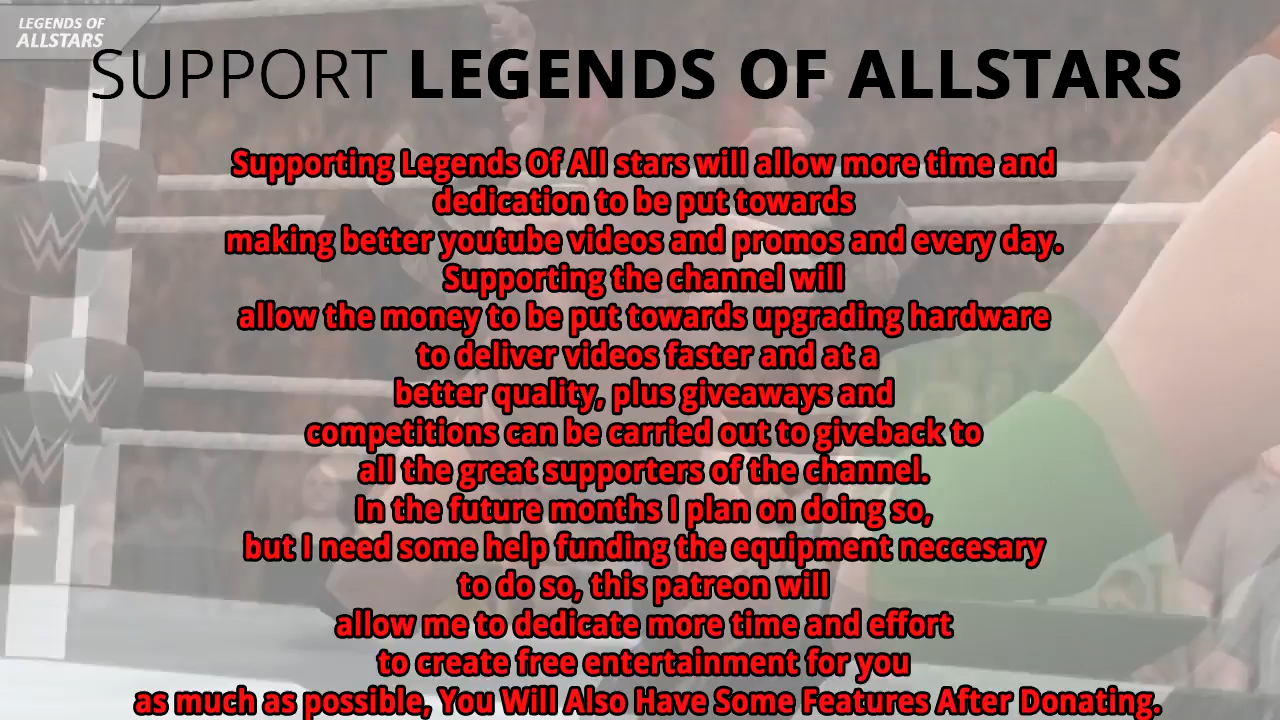 LEGENDS OF
ALLSTARS
SUPPORT LEGENDS OF ALLSTARS
Supporting Legends Of All stars will allow more time and
dedication to be put towards
making better youtube videos and promos and every day.
Supporting the channel will
allow the money to be put towards upgrading hardware
to deliver videos faster and at a
better quality, plus giveaways and
competitions can be carried out to giveback to
all the great supporters of the channel.
In the future months I plan on doing so,
but I need some help funding the equipment neccesary
to do so, this patreon will
allow me to dedicate more time and effort
to create free entertainment for you
as much as possible, You Will Also Have Some Features After Donating.